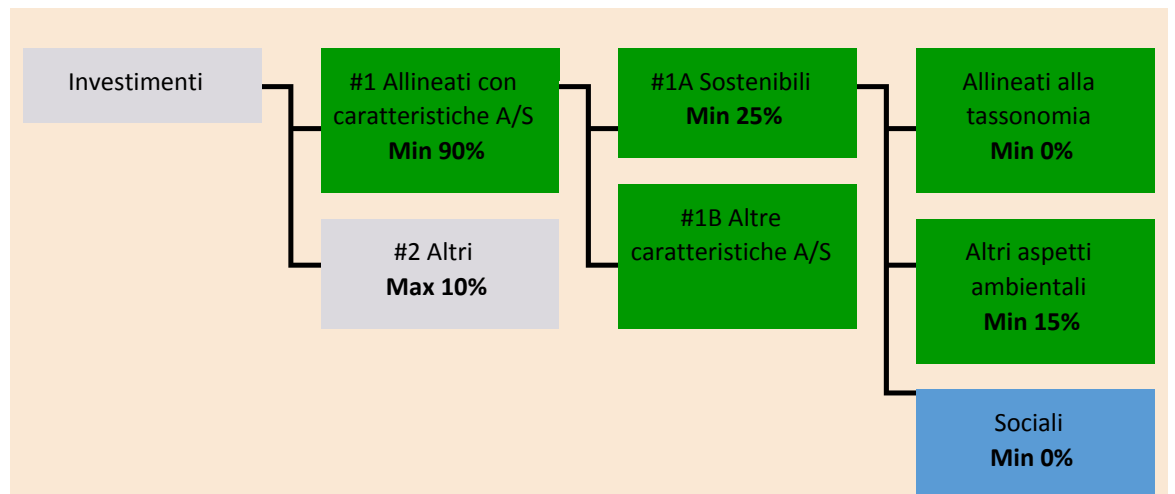 Investimenti
#1 Allineati con
caratteristiche A/S
Min 90%
#2 Altri
Max 10%
#1A Sostenibili
Min 25%
#1B Altre
caratteristiche A/S
Allineati alla
tassonomia
Min 0%
Altri aspetti
ambientali
Min 15%
Sociali
Min 0%